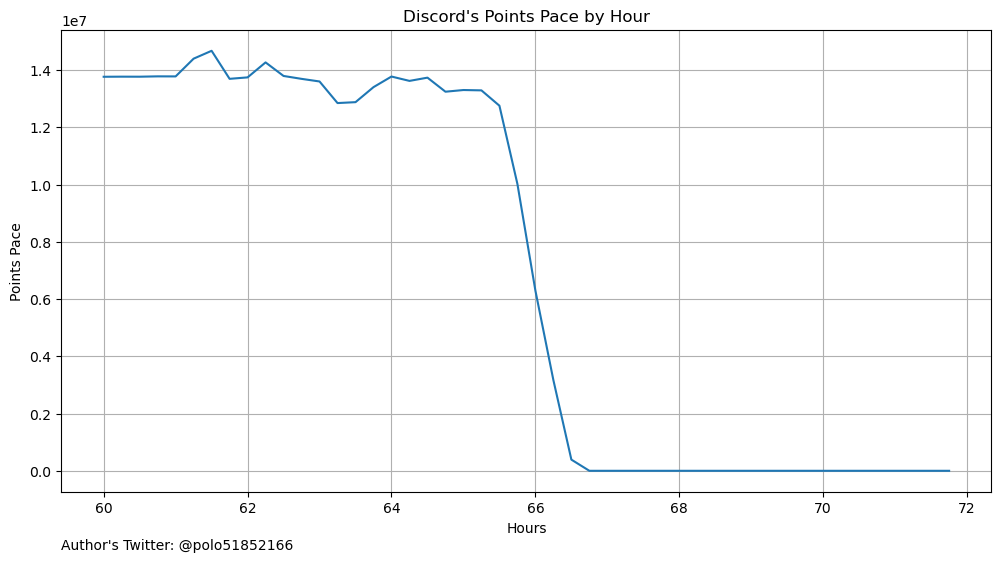 Discord's Points Pace by Hour
1e7
1.4
1.2
1.0
0.8
0.6
0.4
0.2
0.0
Points Pace
60 62 64 66 68 70 72
Hours
Author's Twitter: @polo51852166